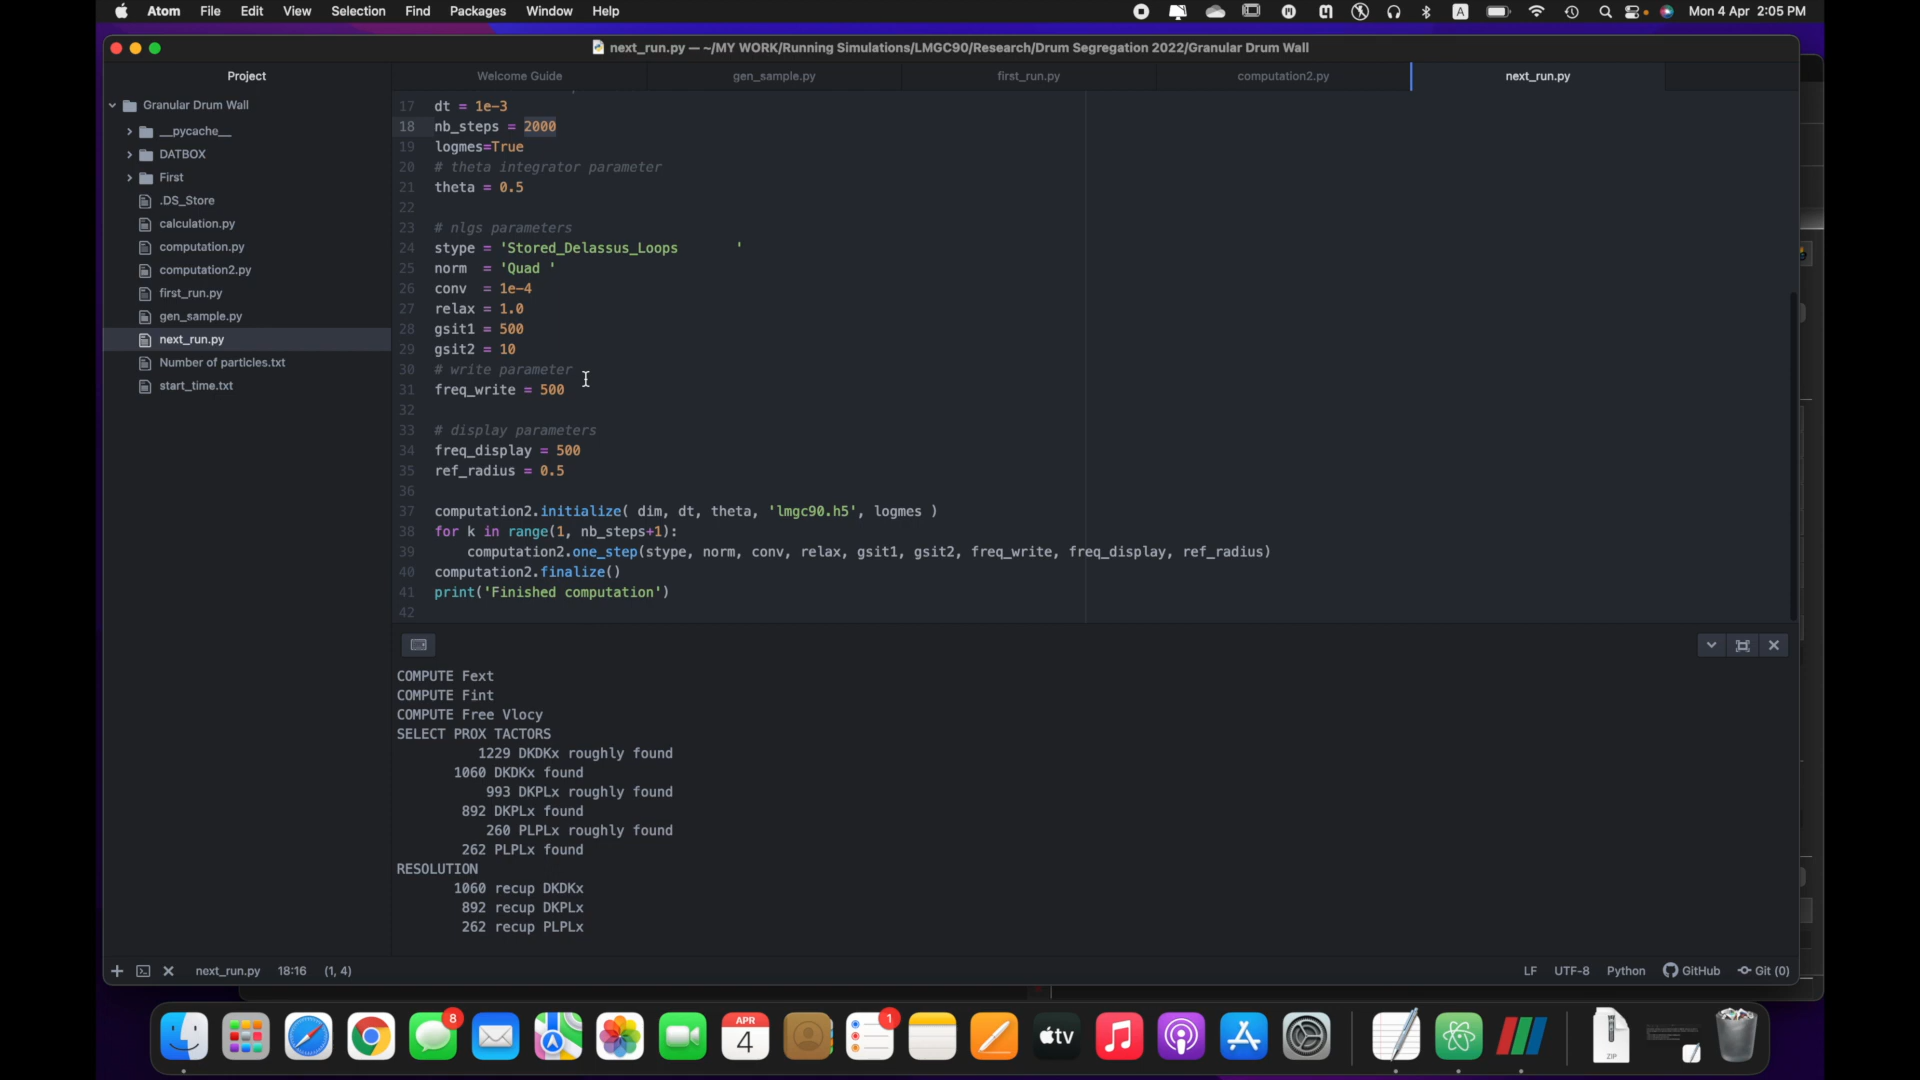 Atom File Edit View Selection Find Packages Window Help
A
Mon 4 Apr 2:05 PM
next_run.py — ~/MY WORK/Running Simulations/LMGC90/Research/Drum Segregation 2022/Granular Drum Wall
Project
Welcome Guide
gen_sample.py
first_run.py
computation2.py
next_run.py
Granular Drum Wall
__pycache__
DATBOX
First
.DS_Store
calculation.py
computation.py
computation2.py
first_run.py
gen_sample.py
next_run.py
Number of particles.txt
start_time.txt
17 dt = 1e-3
18 nb_steps = 2000
19 logmes=True
20 # theta integrator parameter
21 theta = 0.5
22
23 # nlgs parameters
24 stype = 'Stored_Delassus_Loops       '
25 norm  = 'Quad '
26 conv  = 1e-4
27 relax = 1.0
28 gsit1 = 500
29 gsit2 = 10
30 # write parameter
31 freq_write = 500
32
33 # display parameters
34 freq_display = 500
35 ref_radius = 0.5
36
37 computation2.initialize( dim, dt, theta, 'lmgc90.h5', logmes )
38 for k in range(1, nb_steps+1):
39     computation2.one_step(stype, norm, conv, relax, gsit1, gsit2, freq_write, freq_display, ref_radius)
40 computation2.finalize()
41 print('Finished computation')
42
COMPUTE Fext
COMPUTE Fint
COMPUTE Free Vlocy
SELECT PROX TACTORS
1229 DKDKx roughly found
1060 DKDKx found
993 DKPLx roughly found
892 DKPLx found
260 PLPLx roughly found
262 PLPLx found
RESOLUTION
1060 recup DKDKx
892 recup DKPLx
262 recup PLPLx
next_run.py 18:16 (1, 4)
LF UTF-8 Python GitHub Git (0)
8
APR
4
1
tv
ZIP